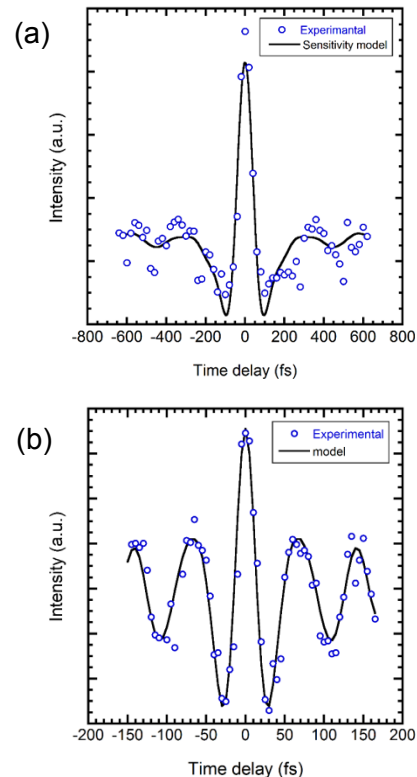 (a)
Experimantal
Sensitivity model
Intensity (a.u.)
-800 -600 -400 -200 0 200 400 600 800
Time delay (fs)
(b)
Experimental
model
Intensity (a.u.)
-200 -150 -100 -50 0 50 100 150 200
Time delay (fs)